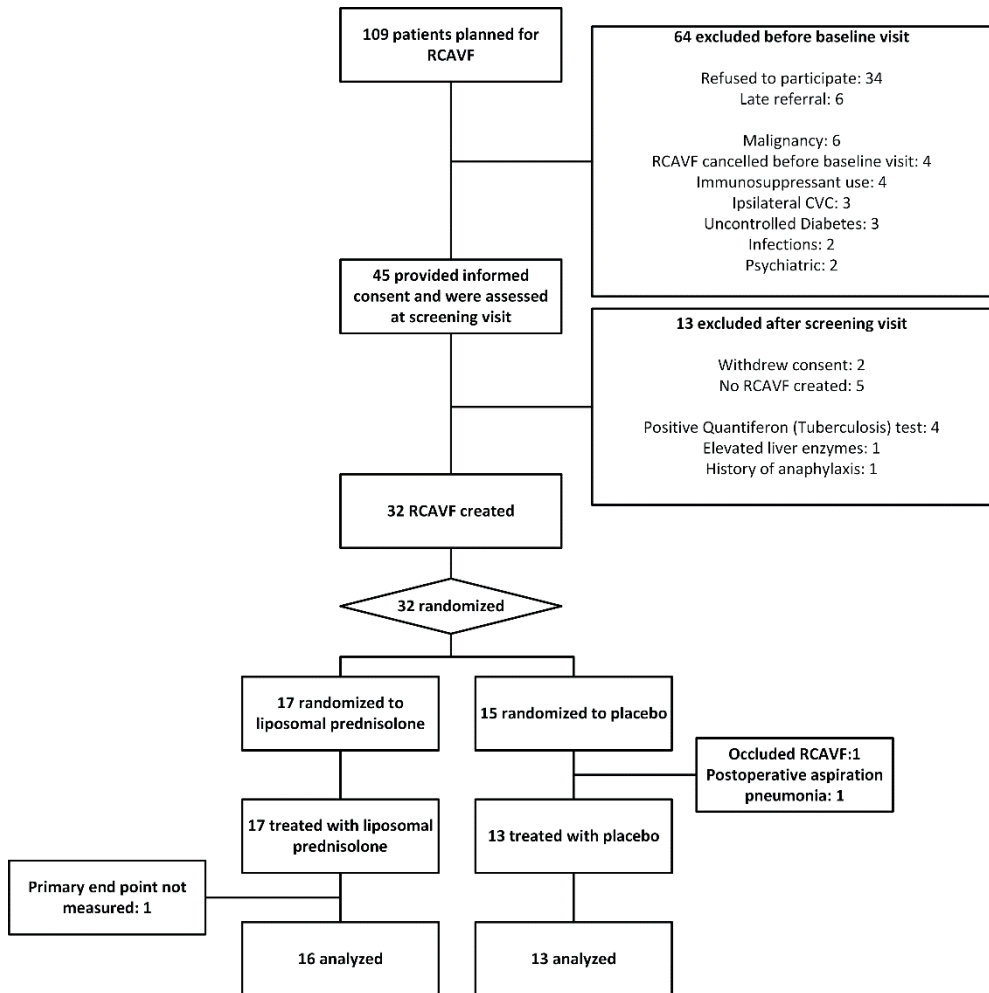 109 patients planned for
RCAVF
64 excluded before baseline visit
Refused to participate: 34
Late referral: 6
Malignancy: 6
RCAVF cancelled before baseline visit: 4
Immunosuppressant use: 4
Ipsilateral CVC: 3
Uncontrolled Diabetes: 3
Infections: 2
Psychiatric: 2
45 provided informed
consent and were assessed
at screening visit
13 excluded after screening visit
Withdrew consent: 2
No RCAVF created: 5
Positive Quantiferon (Tuberculosis) test: 4
Elevated liver enzymes: 1
History of anaphylaxis: 1
32 RCAVF created
32 randomized
17 randomized to
liposomal prednisolone
15 randomized to placebo
Occluded RCAVF:1
Postoperative aspiration
pneumonia: 1
17 treated with liposomal
prednisolone
13 treated with placebo
Primary end point not
measured: 1
16 analyzed
13 analyzed